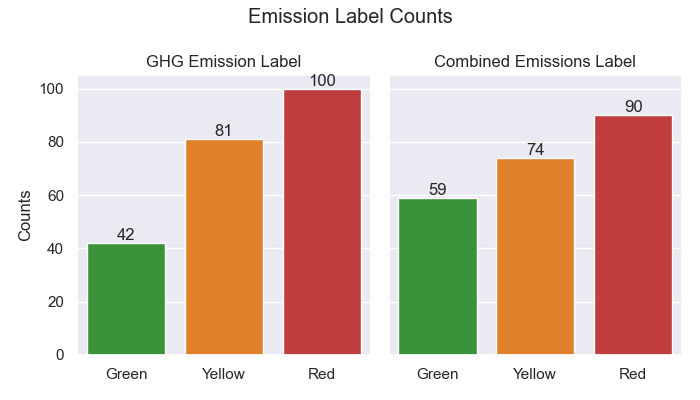 Emission Label Counts
GHG Emission Label
Combined Emissions Label
Counts
100
80
60
40
20
0
42
81
100
59
74
90
Green Yellow Red
Green Yellow Red